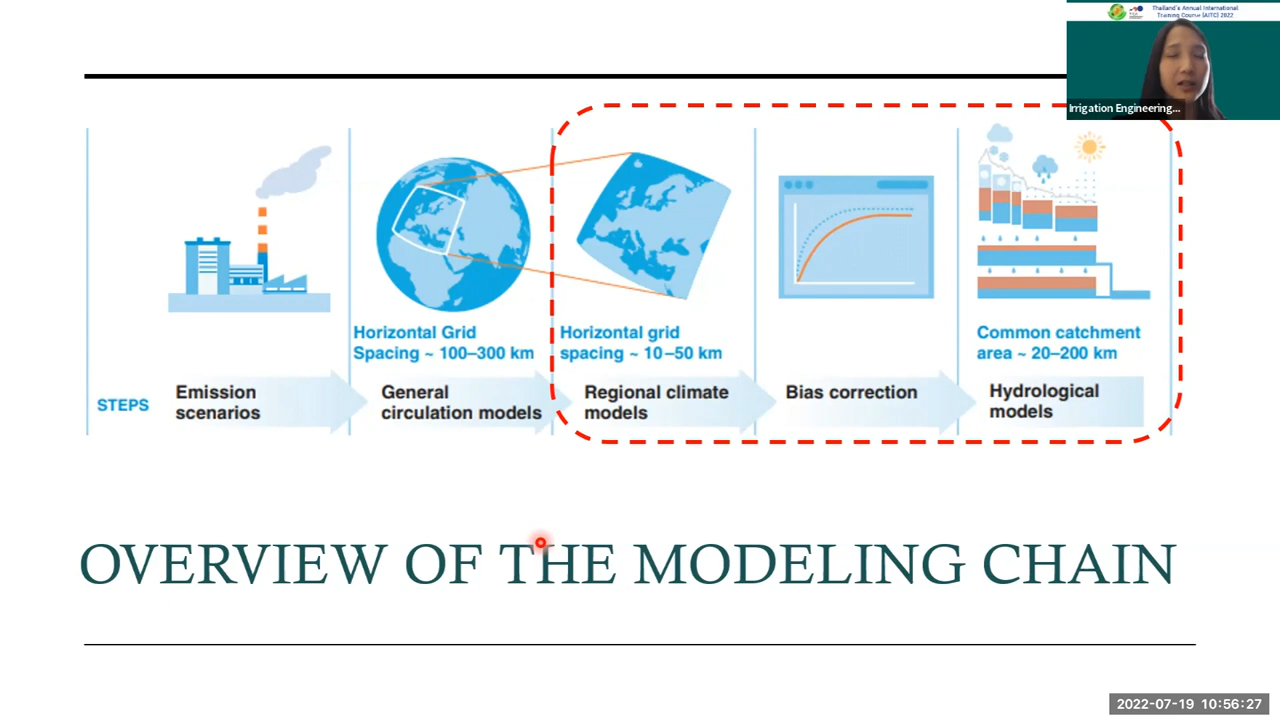 Thailand's Annual International
Training Course (AITC) 2022
Irrigation Engineering...
Horizontal Grid
Spacing ~ 100–300 km
Horizontal grid
spacing ~ 10–50 km
Common catchment
area ~ 20–200 km
STEPS
Emission
scenarios
General
circulation models
Regional climate
models
Bias correction
Hydrological
models
OVERVIEW OF THE MODELING CHAIN
2022-07-19 10:56:27